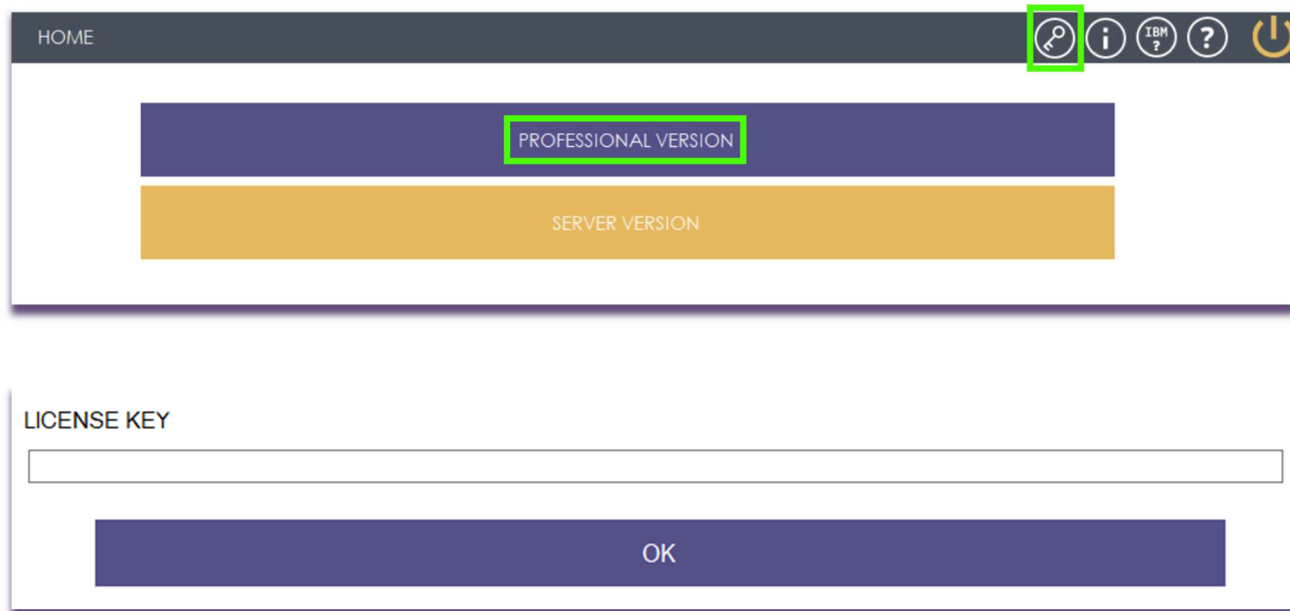 HOME
i
IBM
?
?
PROFESSIONAL VERSION
SERVER VERSION
LICENSE KEY
OK